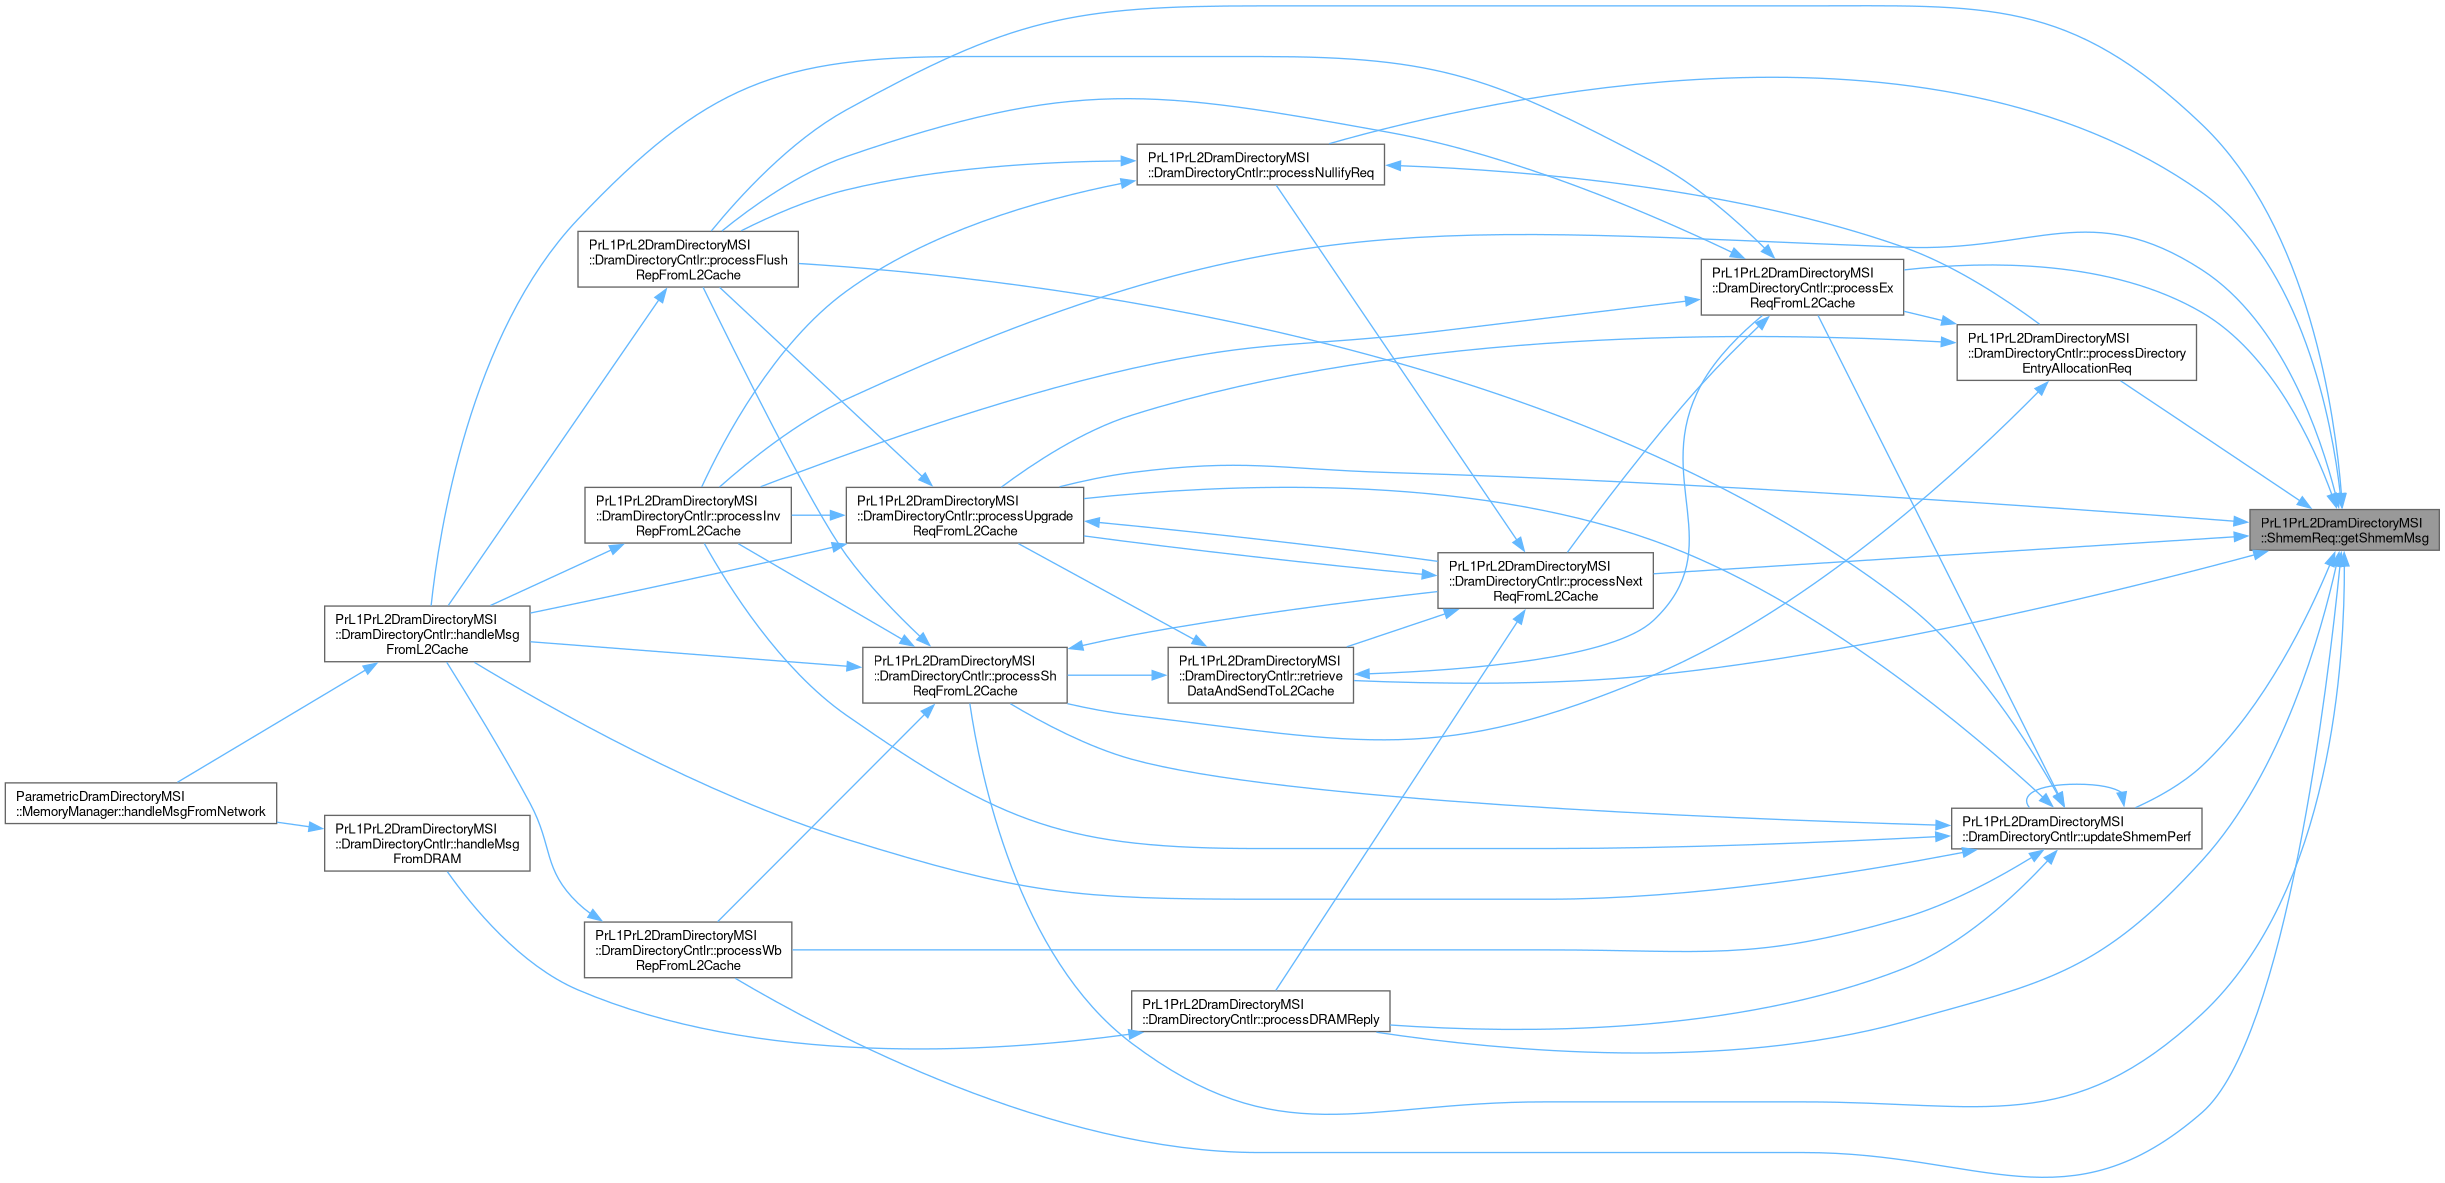 PrL1PrL2DramDirectoryMSI
::DramDirectoryCntlr::processNullifyReq
PrL1PrL2DramDirectoryMSI
::DramDirectoryCntlr::processFlush
RepFromL2Cache
PrL1PrL2DramDirectoryMSI
::DramDirectoryCntlr::processEx
ReqFromL2Cache
PrL1PrL2DramDirectoryMSI
::DramDirectoryCntlr::processDirectory
EntryAllocationReq
PrL1PrL2DramDirectoryMSI
::DramDirectoryCntlr::processInv
RepFromL2Cache
PrL1PrL2DramDirectoryMSI
::DramDirectoryCntlr::processUpgrade
ReqFromL2Cache
PrL1PrL2DramDirectoryMSI
::ShmemReq::getShmemMsg
PrL1PrL2DramDirectoryMSI
::DramDirectoryCntlr::processNext
ReqFromL2Cache
PrL1PrL2DramDirectoryMSI
::DramDirectoryCntlr::handleMsg
FromL2Cache
PrL1PrL2DramDirectoryMSI
::DramDirectoryCntlr::processSh
ReqFromL2Cache
PrL1PrL2DramDirectoryMSI
::DramDirectoryCntlr::retrieve
DataAndSendToL2Cache
ParametricDramDirectoryMSI
::MemoryManager::handleMsgFromNetwork
PrL1PrL2DramDirectoryMSI
::DramDirectoryCntlr::handleMsg
FromDRAM
PrL1PrL2DramDirectoryMSI
::DramDirectoryCntlr::updateShmemPerf
PrL1PrL2DramDirectoryMSI
::DramDirectoryCntlr::processWb
RepFromL2Cache
PrL1PrL2DramDirectoryMSI
::DramDirectoryCntlr::processDRAMReply